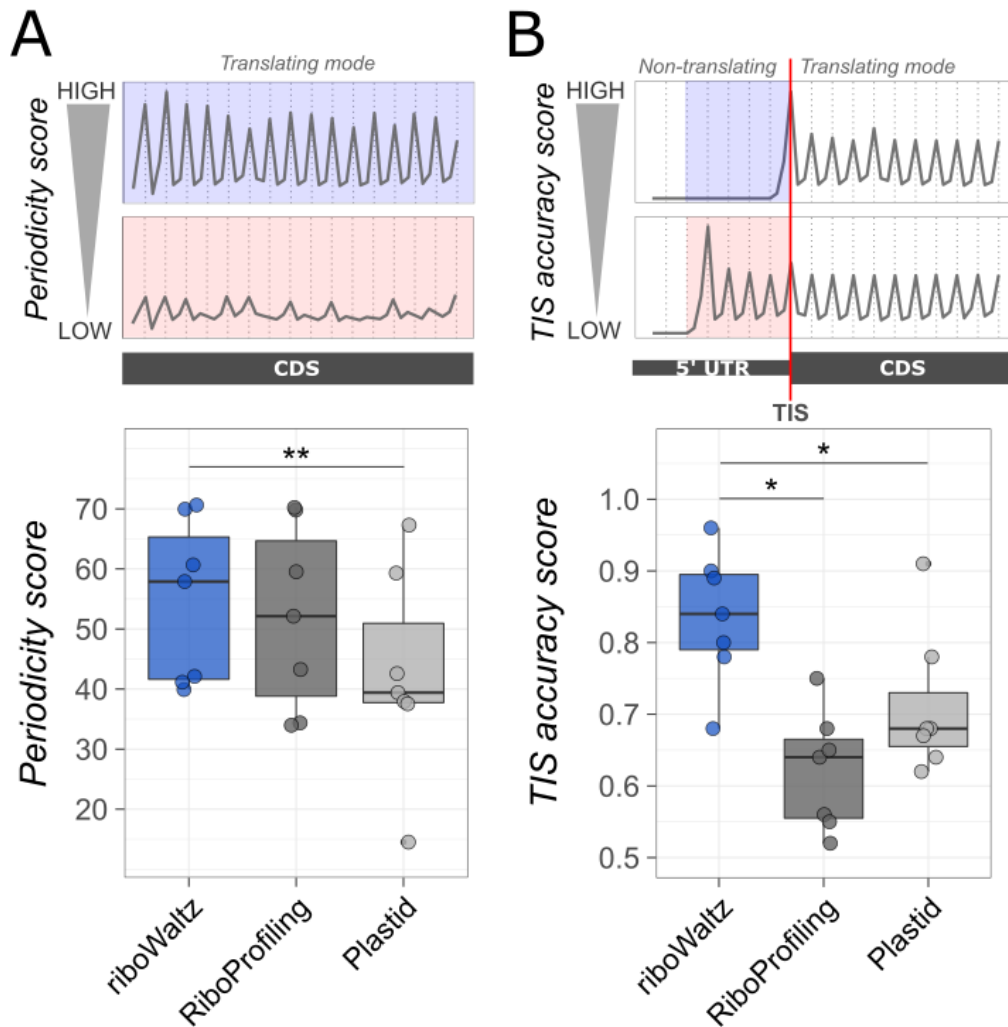 A
Translating mode
HIGH
Periodicity score
LOW
CDS
**
Periodicity score
70
60
50
40
30
20
riboWaltz
RiboProfiling
Plastid
B
Non-translating
Translating mode
HIGH
TIS accuracy score
LOW
5' UTR
CDS
TIS
*
*
TIS accuracy score
1.0
0.9
0.8
0.7
0.6
0.5
riboWaltz
RiboProfiling
Plastid